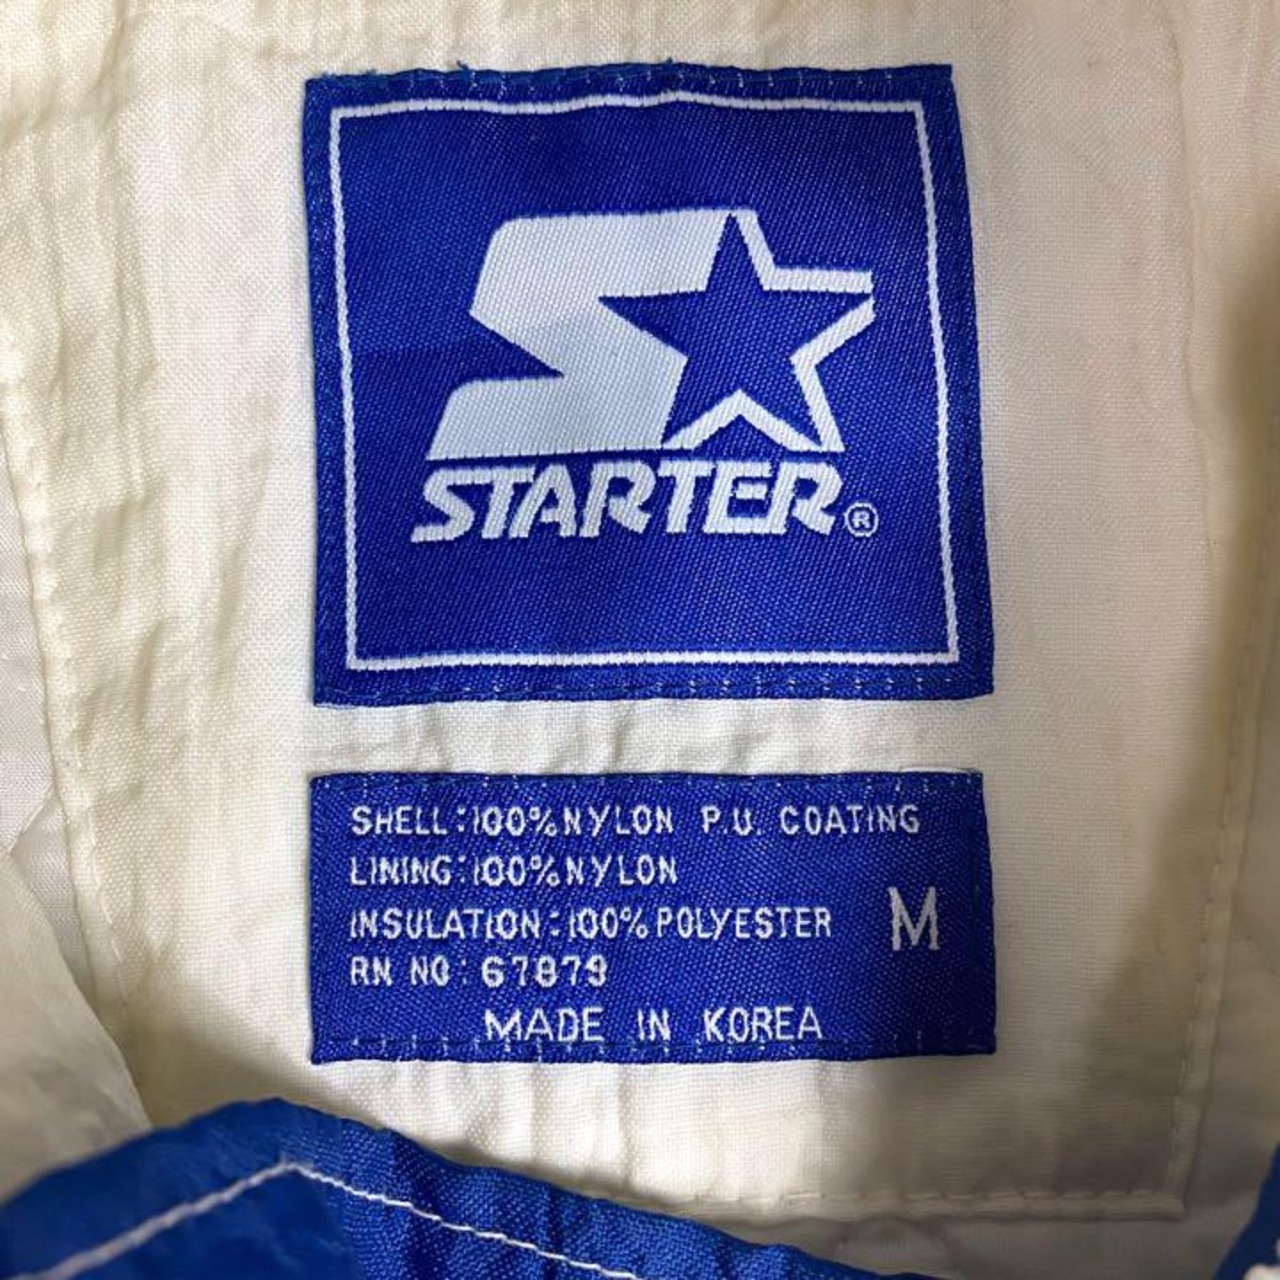 STARTER®
SHELL:100%NYLON P.U. COATING
LINING:100%NYLON
INSULATION:100%POLYESTER
M
RN NO:67879
MADE IN KOREA